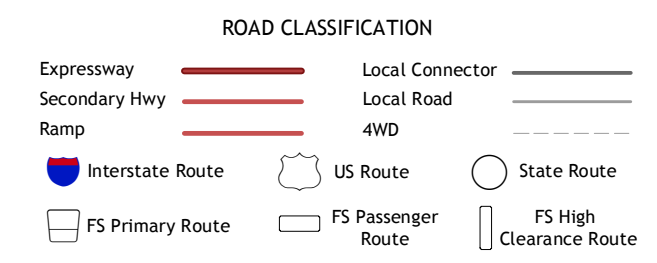 ROAD CLASSIFICATION
Expressway
Local Connector
Secondary Hwy
Local Road
Ramp
4WD
Interstate Route
US Route
State Route
FS Primary Route
FS Passenger
Route
FS High
Clearance Route